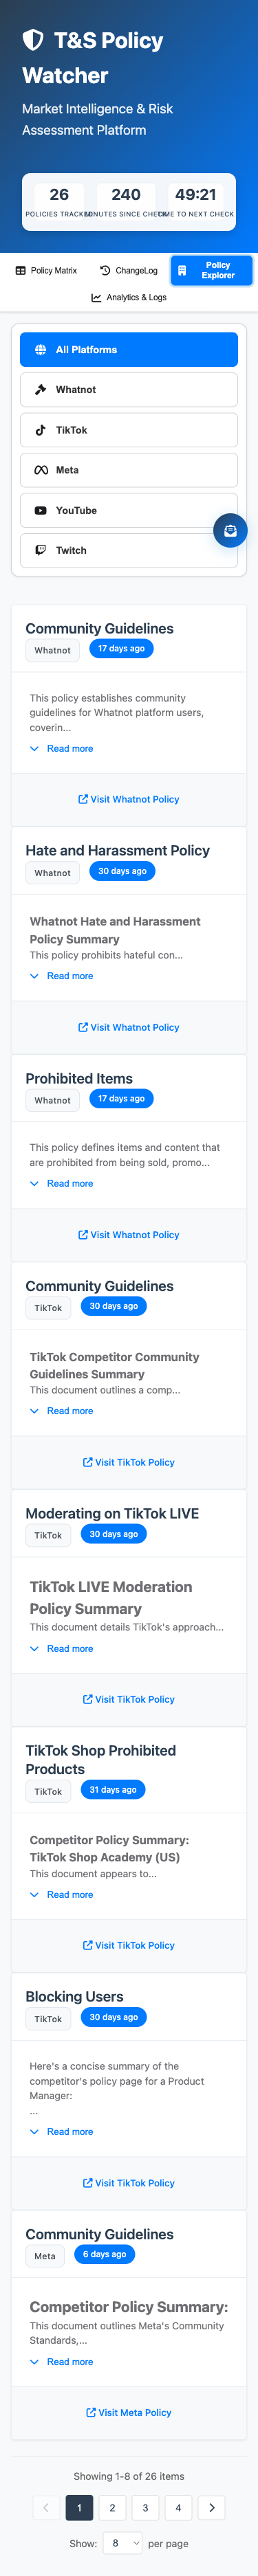 T&S Policy
Watcher
Market Intelligence & Risk
Assessment Platform
26
POLICIES TRACKED
240
MINUTES SINCE CHECK
49:21
TIME TO NEXT CHECK
Policy Matrix
ChangeLog
Policy
Explorer
Analytics & Logs
All Platforms
Whatnot
TikTok
Meta
YouTube
Twitch
Community Guidelines
Whatnot
17 days ago
This policy establishes community
guidelines for Whatnot platform users,
coverin...
Read more
Visit Whatnot Policy
Hate and Harassment Policy
Whatnot
30 days ago
Whatnot Hate and Harassment
Policy Summary
This policy prohibits hateful con...
Read more
Visit Whatnot Policy
Prohibited Items
Whatnot
17 days ago
This policy defines items and content that
are prohibited from being sold, promo...
Read more
Visit Whatnot Policy
Community Guidelines
TikTok
30 days ago
TikTok Competitor Community
Guidelines Summary
This document outlines a comp...
Read more
Visit TikTok Policy
Moderating on TikTok LIVE
TikTok
30 days ago
TikTok LIVE Moderation
Policy Summary
This document details TikTok's approach...
Read more
Visit TikTok Policy
TikTok Shop Prohibited
Products
TikTok
31 days ago
Competitor Policy Summary:
TikTok Shop Academy (US)
This document appears to...
Read more
Visit TikTok Policy
Blocking Users
TikTok
30 days ago
Here's a concise summary of the
competitor's policy page for a Product
Manager:
...
Read more
Visit TikTok Policy
Community Guidelines
Meta
6 days ago
Competitor Policy Summary:
This document outlines Meta's Community
Standards,...
Read more
Visit Meta Policy
Showing 1-8 of 26 items
1
2
3
4
Show:
8
per page